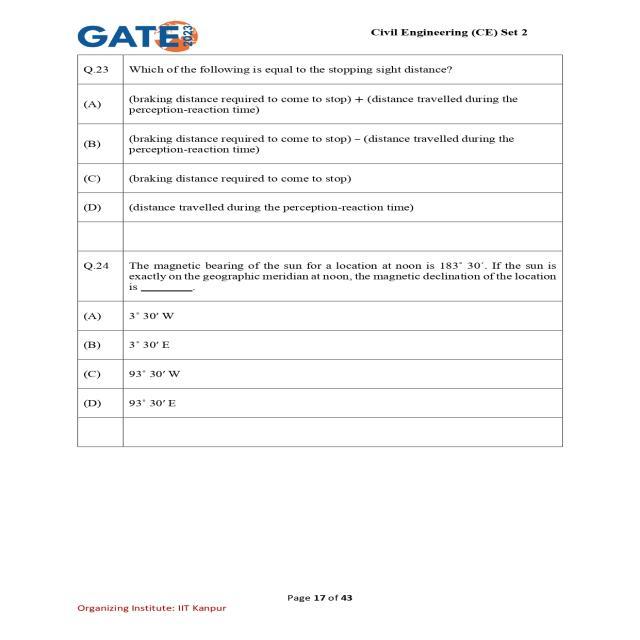 GATE 2023
Civil Engineering (CE) Set 2
Q.23 Which of the following is equal to the stopping sight distance?
(A) (braking distance required to come to stop) + (distance travelled during the
perception-reaction time)
(B) (braking distance required to come to stop) – (distance travelled during the
perception-reaction time)
(C) (braking distance required to come to stop)
(D) (distance travelled during the perception-reaction time)
Q.24 The magnetic bearing of the sun for a location at noon is 183˚ 30´. If the sun is
exactly on the geographic meridian at noon, the magnetic declination of the location
is ________.
(A) 3˚ 30′ W
(B) 3˚ 30′ E
(C) 93˚ 30′ W
(D) 93˚ 30′ E
Page 17 of 43
Organizing Institute: IIT Kanpur